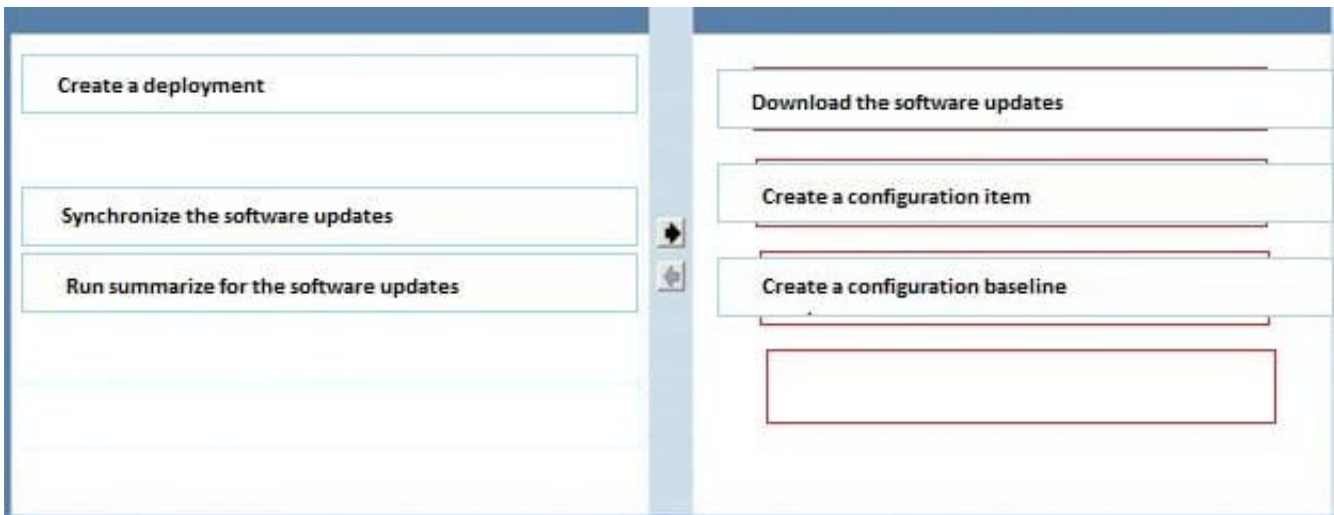 Create a deployment
Synchronize the software updates
Run summarize for the software updates
Download the software updates
Create a configuration item
Create a configuration baseline